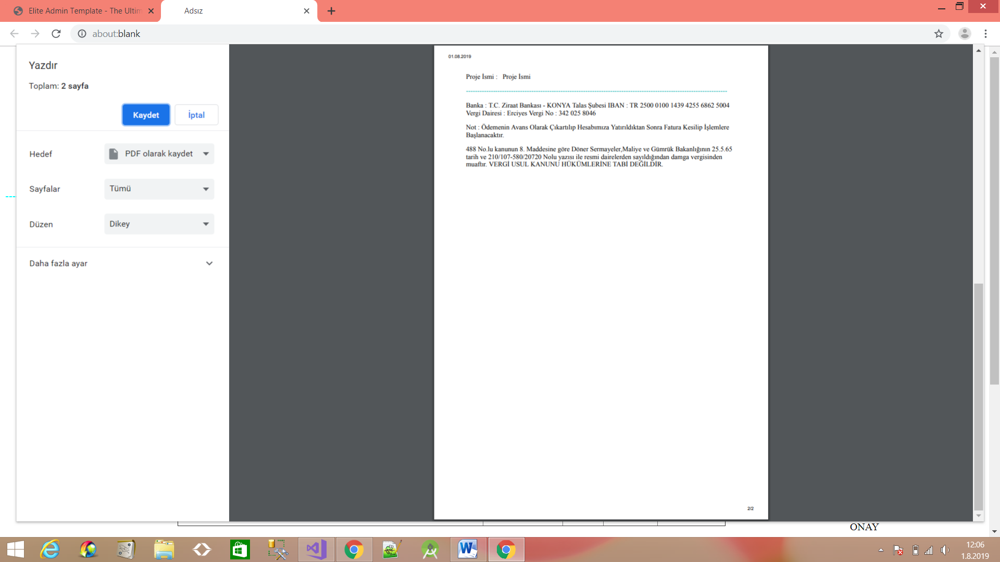 Elite Admin Template - The Ultim
Adsız
about:blank
Yazdır
Toplam: 2 sayfa
Kaydet
İptal
Hedef
PDF olarak kaydet
Sayfalar
Tümü
Düzen
Dikey
Daha fazla ayar
01.08.2019
Proje İsmi : Proje İsmi
Banka : T.C. Ziraat Bankası - KONYA Talas Şubesi IBAN : TR 2500 0100 1439 4255 6862 5004
Vergi Dairesi : Erciyes Vergi No : 342 025 8046
Not : Ödemenin Avans Olarak Çıkartılıp Hesabımıza Yatırıldıktan Sonra Fatura Kesilip İşlemlere
Başlanacaktır.
488 No.lu kanunun 8. Maddesine göre Döner Sermayeler,Maliye ve Gümrük Bakanlığının 25.5.65
tarih ve 210/107-580/20720 Nolu yazısı ile resmi dairelerden sayıldığından damga vergisinden
muaftır. VERGİ USUL KANUNU HÜKÜMLERİNE TABİ DEĞİLDİR.
2/2
ONAY
12:06
1.8.2019